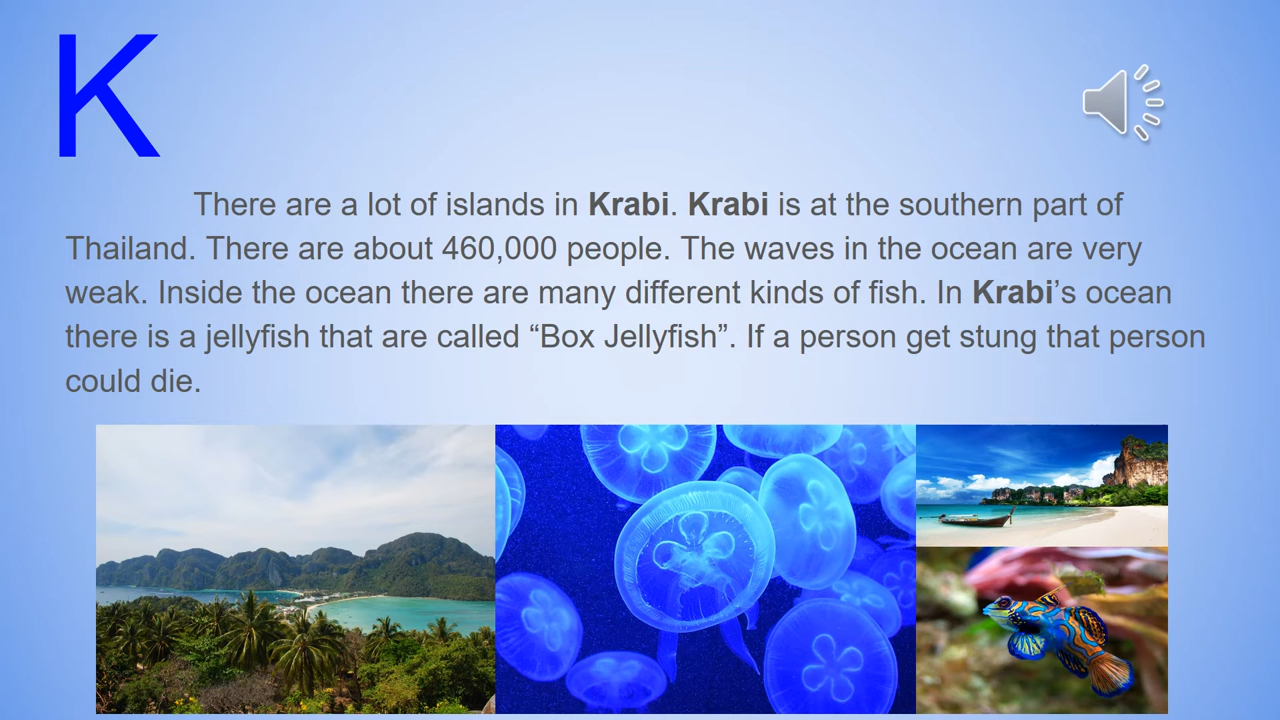 K
There are a lot of islands in Krabi. Krabi is at the southern part of
Thailand. There are about 460,000 people. The waves in the ocean are very
weak. Inside the ocean there are many different kinds of fish. In Krabi’s ocean
there is a jellyfish that are called “Box Jellyfish”. If a person get stung that person
could die.